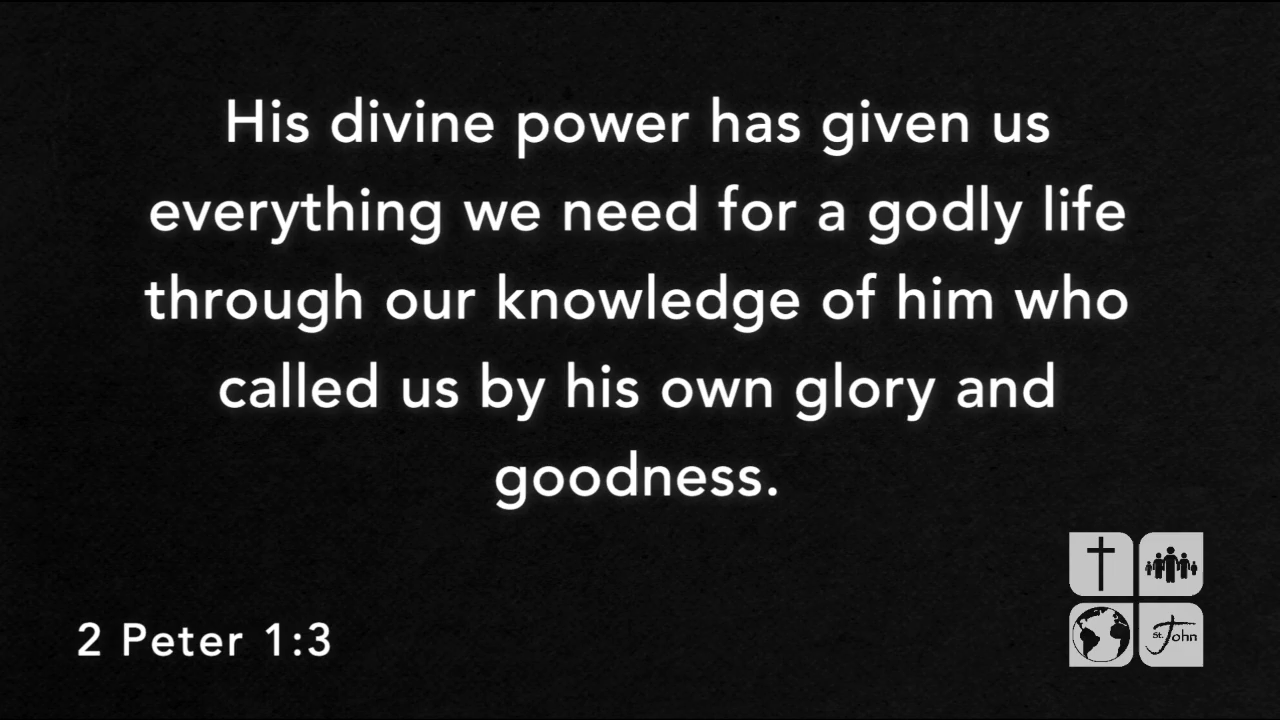 His divine power has given us
everything we need for a godly life
through our knowledge of him who
called us by his own glory and
goodness.
2 Peter 1:3
St. John